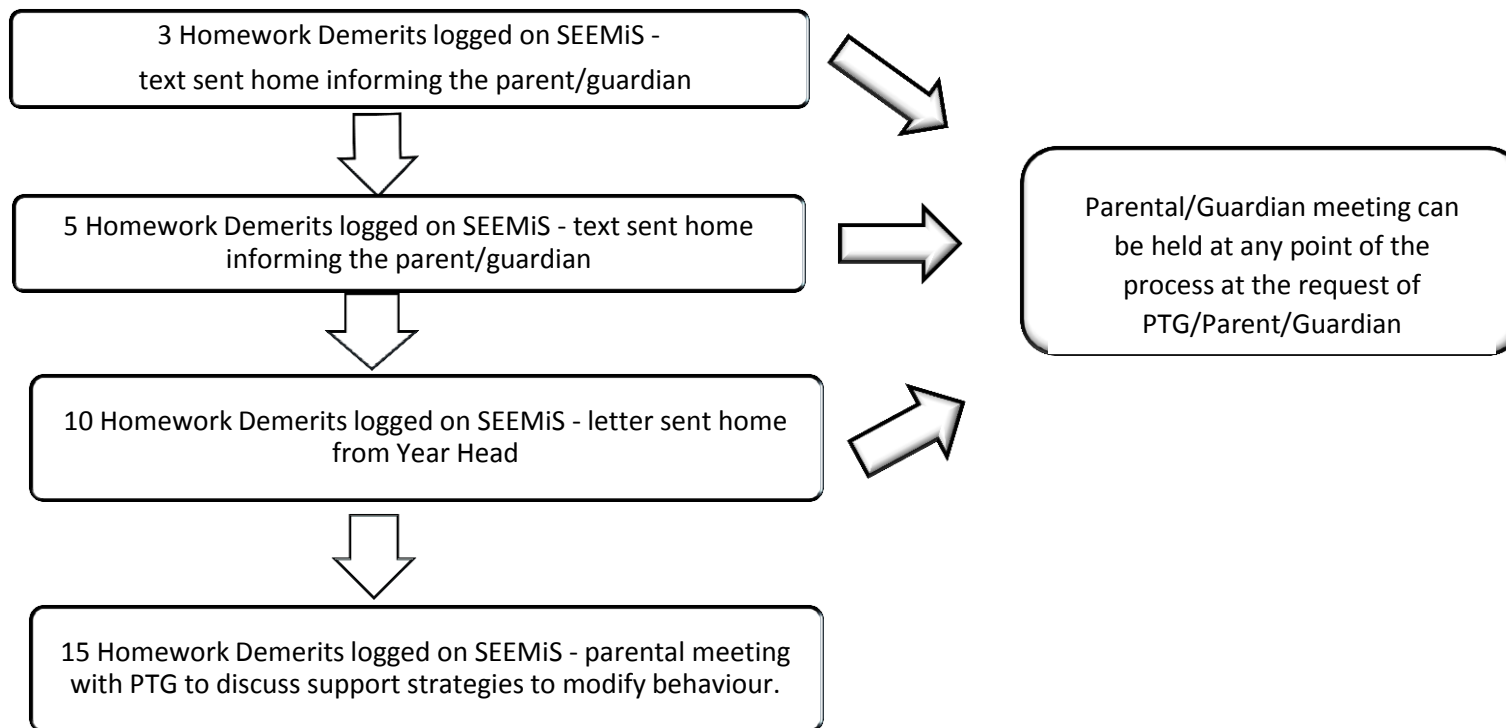 3 Homework Demerits logged on SEEMiS -
text sent home informing the parent/guardian
5 Homework Demerits logged on SEEMiS - text sent home
informing the parent/guardian
10 Homework Demerits logged on SEEMiS - letter sent home
from Year Head
15 Homework Demerits logged on SEEMiS - parental meeting
with PTG to discuss support strategies to modify behaviour.
Parental/Guardian meeting can
be held at any point of the
process at the request of
PTG/Parent/Guardian